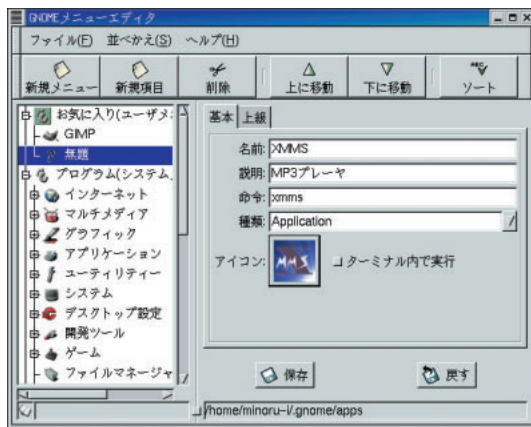 GNOMEメニューエディタ
ファイル(F) 並べかえ(S) ヘルプ(H)
新規メニュー 新規項目 削除 上に移動 下に移動 ソート
お気に入り(ユーザメ
GIMP
無題
プログラム(システム
インターネット
マルチメディア
グラフィック
アプリケーション
ユーティリティー
システム
デスクトップ設定
開発ツール
ゲーム
ファイルマネージャ
基本 上級
名前: XMMS
説明: MP3プレーヤ
命令: xmms
種類: Application
アイコン: MMS ターミナル内で実行
保存 戻す
/home/minoru-i/.gnome/apps